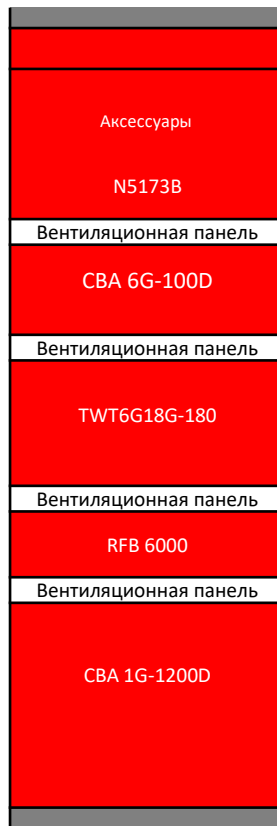 Аксессуары
N5173B
Вентиляционная панель
CBA 6G-100D
Вентиляционная панель
TWT6G18G-180
Вентиляционная панель
RFB 6000
Вентиляционная панель
CBA 1G-1200D